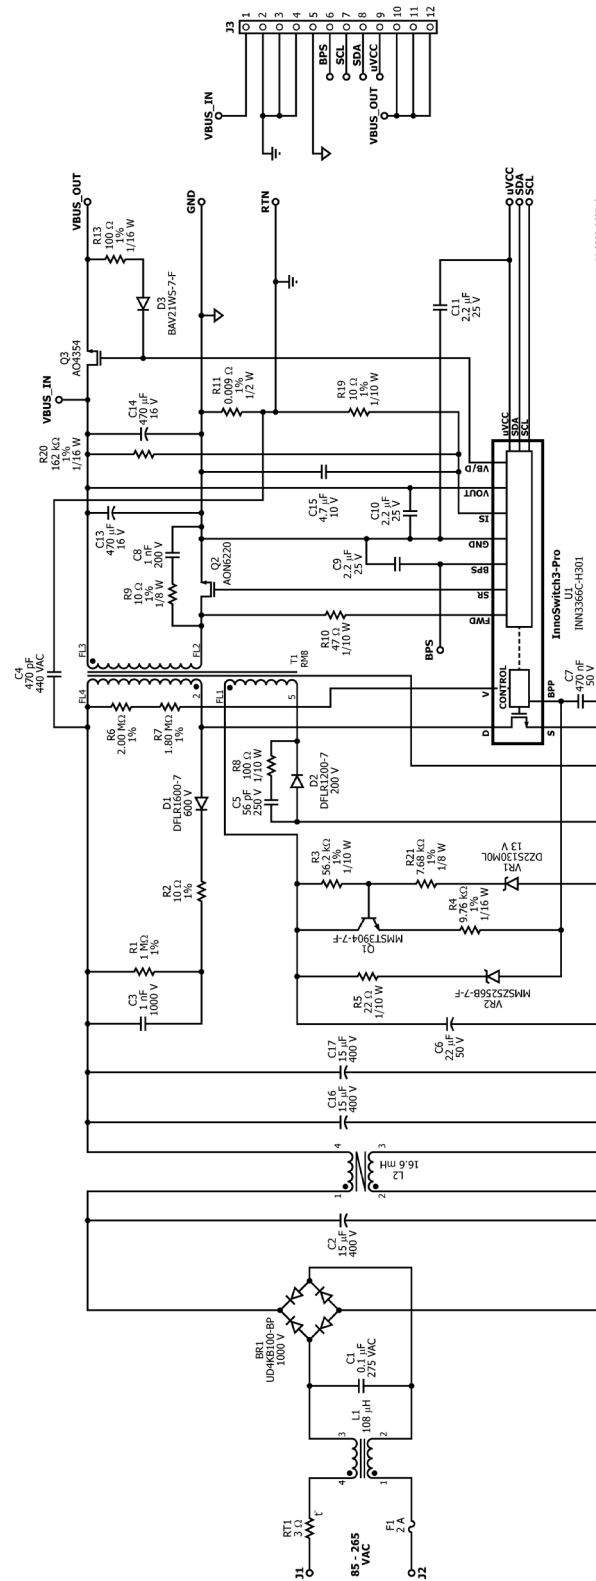 J3
1
2
3
4
5
6
7
8
9
10
11
12
BPS
SCL
SDA
uVCC
VBUS_IN
VBUS_OUT
VBUS_OUT
GND
RTN
uVCC
SDA
SCL
R13
100 Ω
1%
1/16 W
D3
BAV21WS-7-F
Q3
AO4354
VBUS_IN
C11
2.2 µF
25 V
R11
0.009 Ω
1%
1/2 W
R19
10 Ω
1%
1/10 W
C14
470 µF
16 V
R20
162 kΩ
1%
1/16 W
C15
4.7 µF
10 V
C10
2.2 µF
25 V
C13
470 µF
16 V
C8
1 nF
200 V
R9
10 Ω
1%
1/8 W
Q2
AON6220
C9
2.2 µF
25 V
R10
47 Ω
1/10 W
BPS
uVCC
SDA
SCL
VB/D
VOUT
IS
GND
BPS
SR
FWD
InnoSwitch3-Pro
U1
INN3366C-H301
CONTROL
V
D
S
BPP
C7
470 nF
50 V
C4
470 pF
440 VAC
FL3
FL2
T1
RM8
FL4
2
FL1
5
R6
2.00 MΩ
1%
R7
1.80 MΩ
1%
D1
DFLR1600-7
600 V
R8
100 Ω
1/10 W
C5
56 pF
250 V
D2
DFLR1200-7
200 V
R2
10 Ω
1%
R1
1 MΩ
1%
C3
1 nF
1000 V
R3
56.2 kΩ
1%
1/10 W
R21
7.68 kΩ
1%
1/8 W
VR1
DZ2S130M0L
13 V
Q1
MMST3904-7-F
R4
9.76 kΩ
1%
1/16 W
R5
22 Ω
1/10 W
VR2
MMSZ5256B-7-F
C6
22 µF
50 V
C17
15 µF
400 V
C16
15 µF
400 V
4
3
1
2
L2
16.6 mH
C2
15 µF
400 V
BR1
UD4KB100-BP
1000 V
C1
0.1 µF
275 VAC
L1
108 µH
3
2
4
1
RT1
3 Ω
t°
F1
2 A
J1
85 - 265
VAC
J2